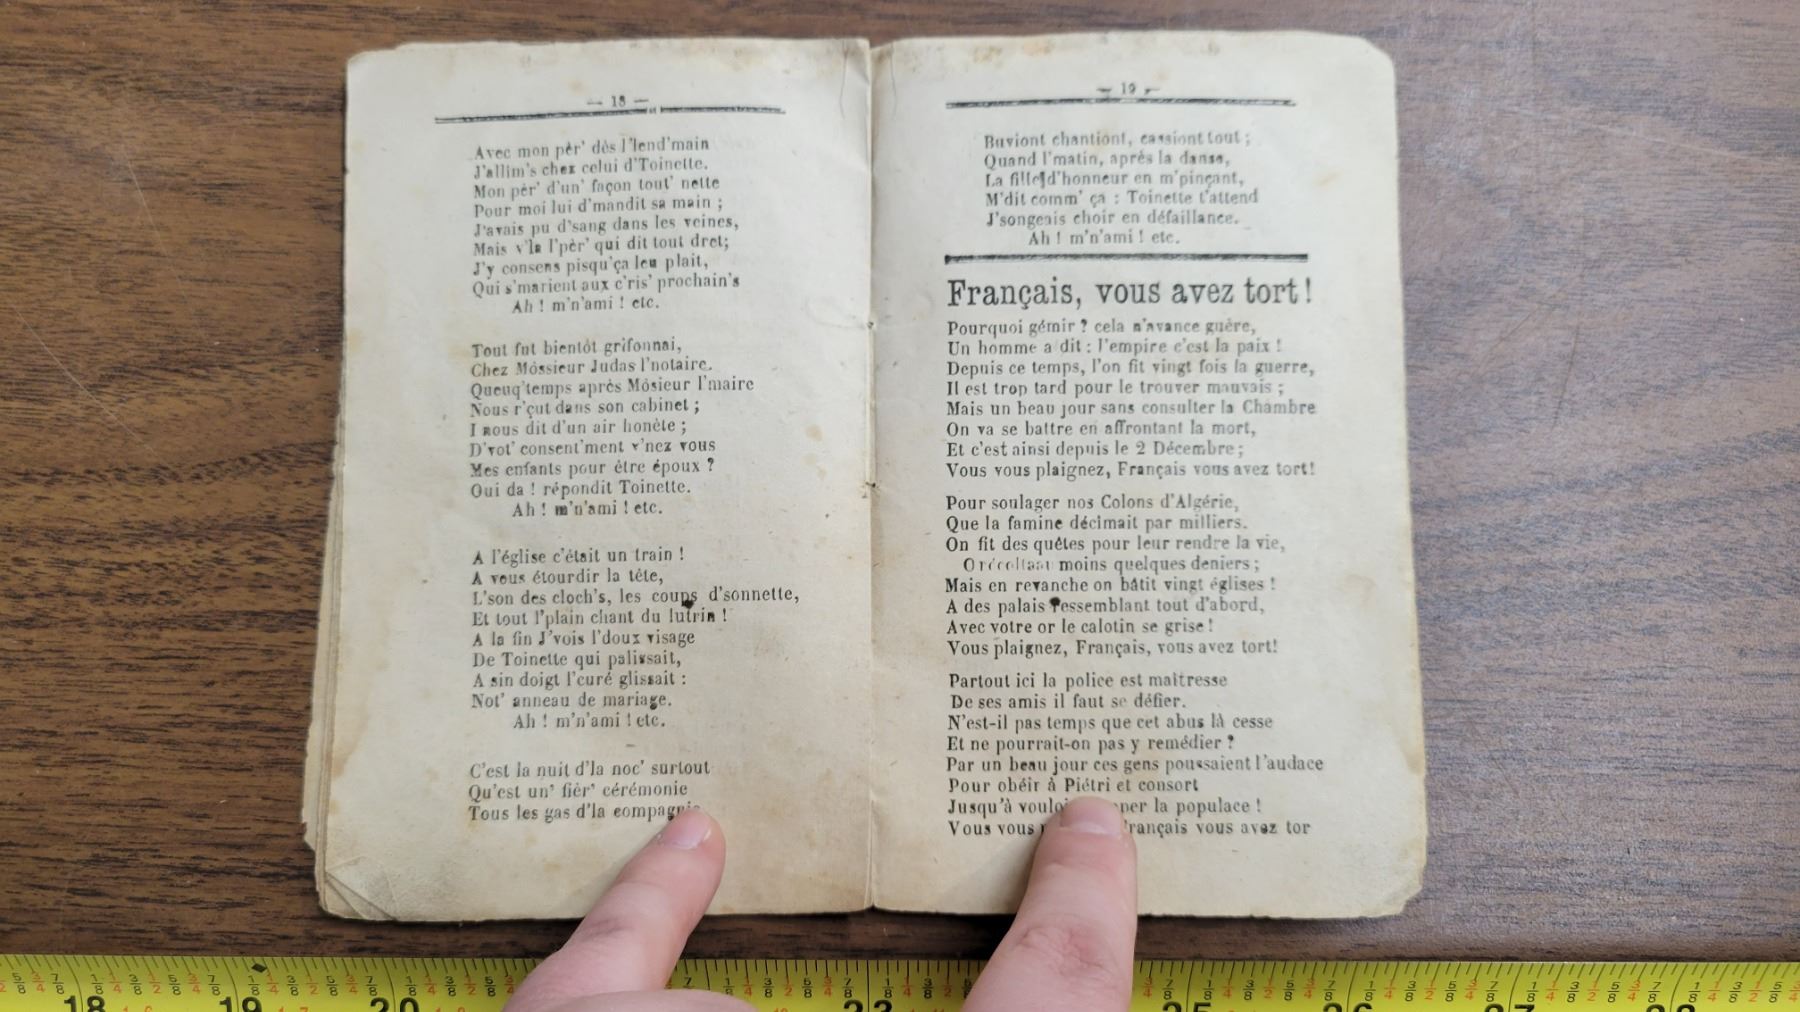 — 18 —
Avec mon pèr' dès l'lend'main
J'allim's chez celui d'Toinette.
Mon pèr' d'un' façon tout' nette
Pour moi lui d'mandit sa main ;
J'avais pu d'sang dans les veines,
Mais v'la l'pèr' qui dit tout dret;
J'y consens pisqu'ça leu plait,
Qui s'marient aux c'ris' prochain's
Ah ! m'n'ami ! etc.
Tout fut bientôt grifonnai,
Chez Môssieur Judas l'notaire.
Queuq'temps après Môsieur l'maire
Nous r'çut dans son cabinet ;
I nous dit d'un air honète ;
D'vot' consent'ment v'nez vous
Mes enfants pour être époux ?
Oui da ! répondit Toinette.
Ah ! m'n'ami ! etc.
A l'église c'était un train !
A vous étourdir la tête,
L'son des cloch's, les coups d'sonnette,
Et tout l'plain chant du lutrin !
A la fin J'vois l'doux visage
De Toinette qui palissait,
A sin doigt l'curé glissait :
Not' anneau de mariage.
Ah ! m'n'ami ! etc.
C'est la nuit d'la noc' surtout
Qu'est un' fièr' cérémonie
Tous les gas d'la
— 19 —
Buviont chantiont, cassiont tout ;
Quand l'matin, après la danse,
La fille d'honneur en m'pinçant,
M'dit comm' ça : Toinette t'attend
J'songeais choir en défaillance.
Ah ! m'n'ami ! etc.
Français, vous avez tort !
Pourquoi gémir ? cela n'avance guère,
Un homme a dit : l'empire c'est la paix !
Depuis ce temps, l'on fit vingt fois la guerre,
Il est trop tard pour le trouver mauvais ;
Mais un beau jour sans consulter la Chambre
On va se battre en affrontant la mort,
Et c'est ainsi depuis le 2 Décembre ;
Vous vous plaignez, Français vous avez tort!
Pour soulager nos Colons d'Algérie,
Que la famine décimait par milliers.
On fit des quêtes pour leur rendre la vie,
moins quelques deniers ;
Mais en revanche on bâtit vingt églises !
A des palais ressemblant tout d'abord,
Avec votre or le calotin se grise !
Vous plaignez, Français, vous avez tort!
Partout ici la police est maîtresse
De ses amis il faut se défier.
N'est-il pas temps que cet abus là cesse
Et ne pourrait-on pas y remédier ?
Par un beau jour ces gens poussaient l'audace
Pour obéir à Piétri et consort
Jusqu'à la populace !
Vous vous vous avez tor